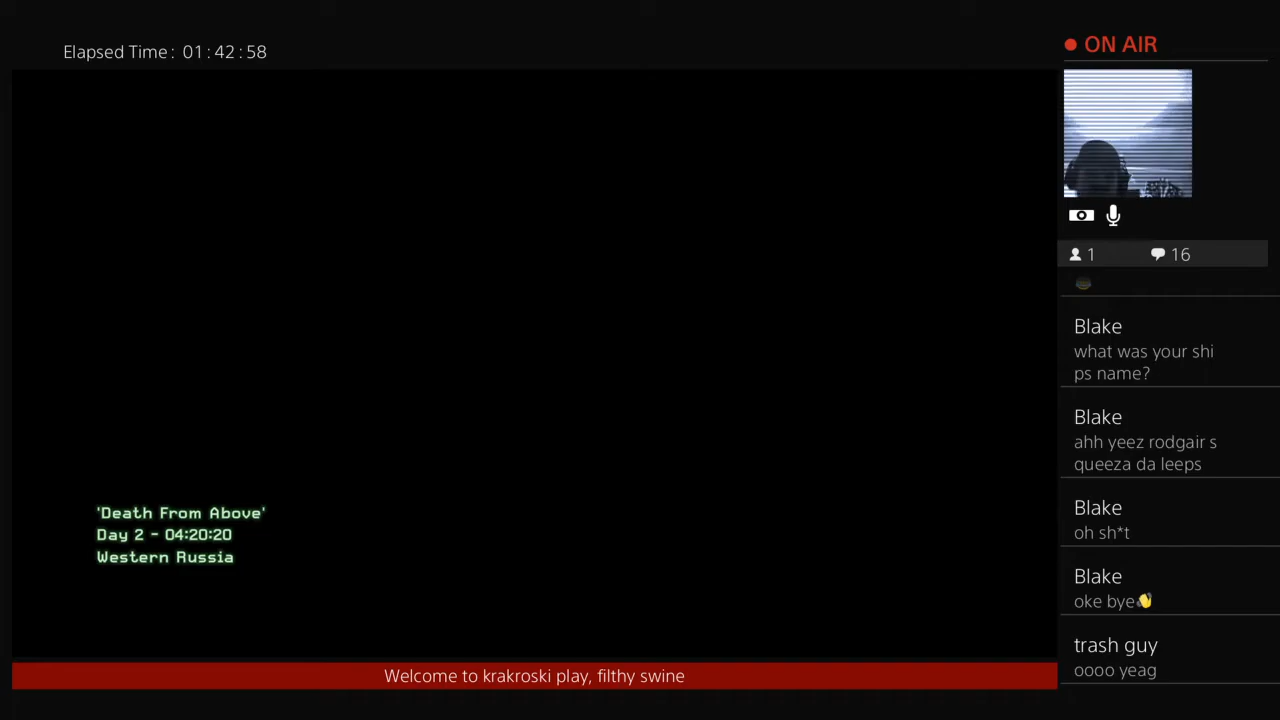 Elapsed Time: 01:42:58
ON AIR
1 16
Blake
what was your shi
ps name?
Blake
ahh yeez rodgair s
queeza da leeps
Blake
oh sh*t
Blake
oke bye👋
trash guy
oooo yeag
'Death From Above'
Day 2 - 04:20:20
Western Russia
Welcome to krakroski play, filthy swine